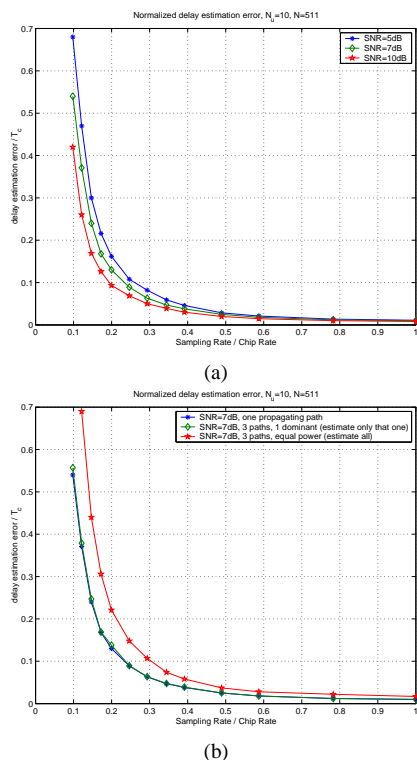 Normalized delay estimation error, N_u=10, N=511
SNR=5dB
SNR=7dB
SNR=10dB
delay estimation error / T_c
0.8
0.7
0.6
0.5
0.4
0.3
0.2
0.1
0
0 0.1 0.2 0.3 0.4 0.5 0.6 0.7 0.8 0.9 1
Sampling Rate / Chip Rate
(a)
Normalized delay estimation error, N_u=10, N=511
SNR=7dB, one propagating path
SNR=7dB, 3 paths, 1 dominant (estimate only that one)
SNR=7dB, 3 paths, equal power (estimate all)
delay estimation error / T_c
0.7
0.6
0.5
0.4
0.3
0.2
0.1
0
0 0.1 0.2 0.3 0.4 0.5 0.6 0.7 0.8 0.9 1
Sampling Rate / Chip Rate
(b)